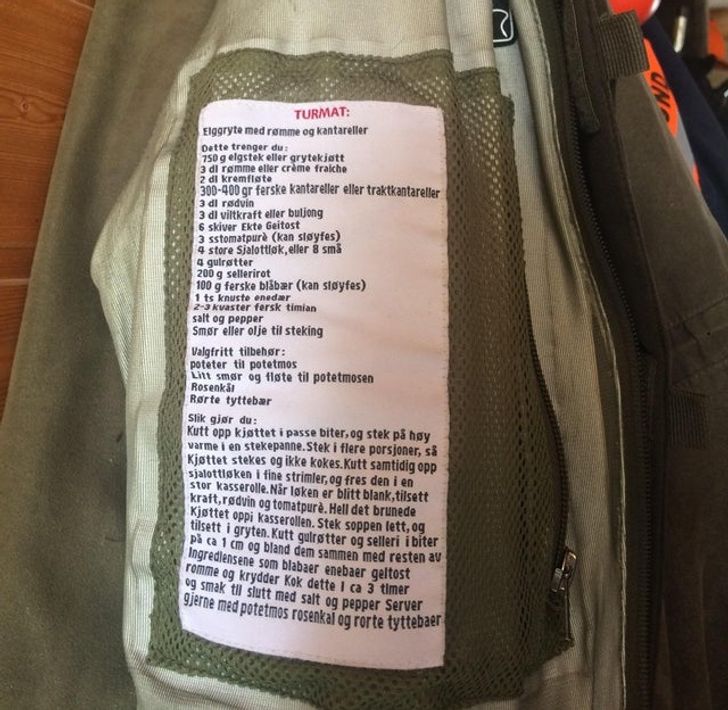 TURMAT:
Elggryte med rømme og kantareller
Dette trenger du:
750 g elgstek eller grytekjøtt
3 dl rømme eller crème fraiche
2 dl kremfløte
300-400 gr ferske kantareller eller traktkantareller
3 dl rødvin
3 dl viltkraft eller buljong
6 skiver Ekte Geitost
3 sstomatpurè (kan sløyfes)
4 store Sjalottløk, eller 8 små
4 gulrøtter
200 g sellerirot
100 g ferske blåbær (kan sløyfes)
1 ts knuste enedær
2-3 kvaster fersk timian
salt og pepper
Smør eller olje til steking
Valgfritt tilbehør:
poteter til potetmos
Litt smør og fløte til potetmosen
Rosenkål
Rørte tyttebær
Slik gjør du:
Kutt opp kjøttet i passe biter, og stek på høy
varme i en stekepanne. Stek i flere porsjoner, så
Kjøttet stekes og ikke kokes. Kutt samtidig opp
sjalottløken i fine strimler, og fres den i en
stor kasserolle. Når løken er blitt blank, tilsett
kraft, rødvin og tomatpurè. Hell det brunede
Kjøttet oppi kasserollen. Stek soppen lett, og
tilsett i gryten. Kutt gulrøtter og selleri i biter
på ca 1 cm og bland dem sammen med resten av
Ingredlensene som blabaer enebaer geltost
romme og krydder Kok dette I ca 3 tlmer
og smak til slutt med salt og pepper Server
gjerne med potetmos rosenkal og rorte tyttebaer